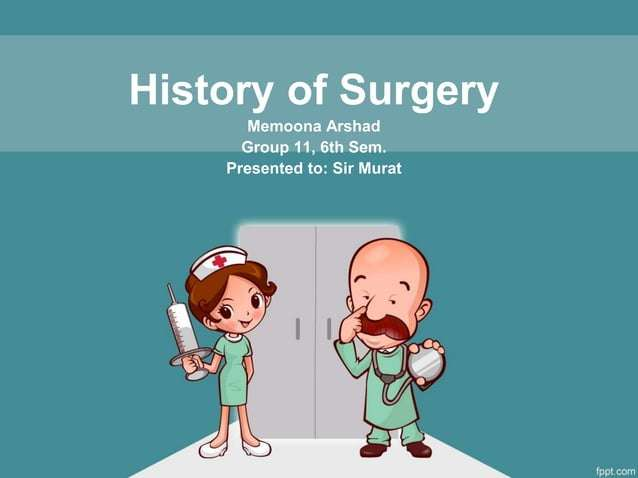 History of Surgery
Memoona Arshad
Group 11, 6th Sem.
Presented to: Sir Murat
fppt.com